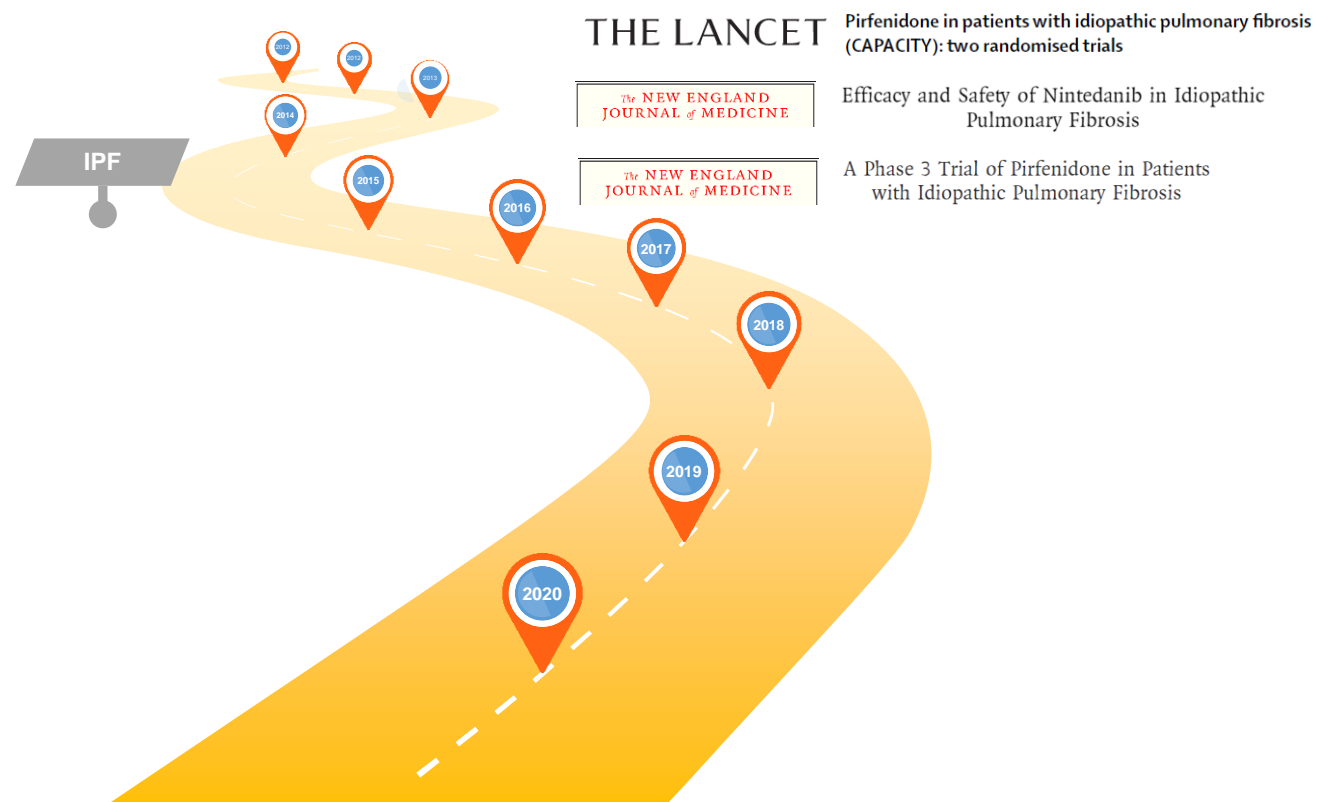 THE LANCET
Pirfenidone in patients with idiopathic pulmonary fibrosis
(CAPACITY): two randomised trials
The NEW ENGLAND
JOURNAL of MEDICINE
Efficacy and Safety of Nintedanib in Idiopathic
Pulmonary Fibrosis
The NEW ENGLAND
JOURNAL of MEDICINE
A Phase 3 Trial of Pirfenidone in Patients
with Idiopathic Pulmonary Fibrosis
2012
2012
2013
2014
IPF
2015
2016
2017
2018
2019
2020